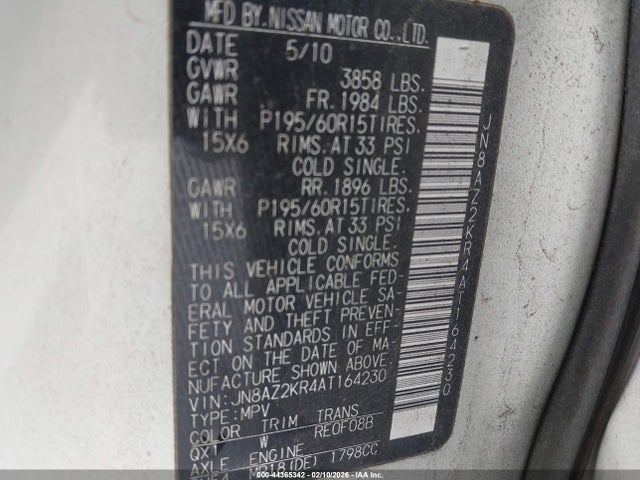 MFD BY.NISSAN MOTOR CO.,LTD.
DATE 5/10
GVWR 3858 LBS.
GAWR FR. 1984 LBS.
WITH P195/60R15TIRES.
15X6 RIMS.AT 33 PSI
COLD SINGLE.
GAWR RR. 1896 LBS.
WITH P195/60R15TIRES.
15X6 RIMS.AT 33 PSI
COLD SINGLE.
THIS VEHICLE CONFORMS
TO ALL APPLICABLE FED-
ERAL MOTOR VEHICLE SA-
FETY AND THEFT PREVEN-
TION STANDARDS IN EFF-
ECT ON THE DATE OF MA-
NUFACTURE SHOWN ABOVE.
VIN:JN8AZ2KR4AT164230
TYPE:MPV
COLOR TRIM TRANS
QX1 W RE0F08B
AXLE ENGINE
MR18(DE) 1798CC
JN8AZ2KR4AT164230
000-44365342 - 02/10/2026 - IAA Inc.